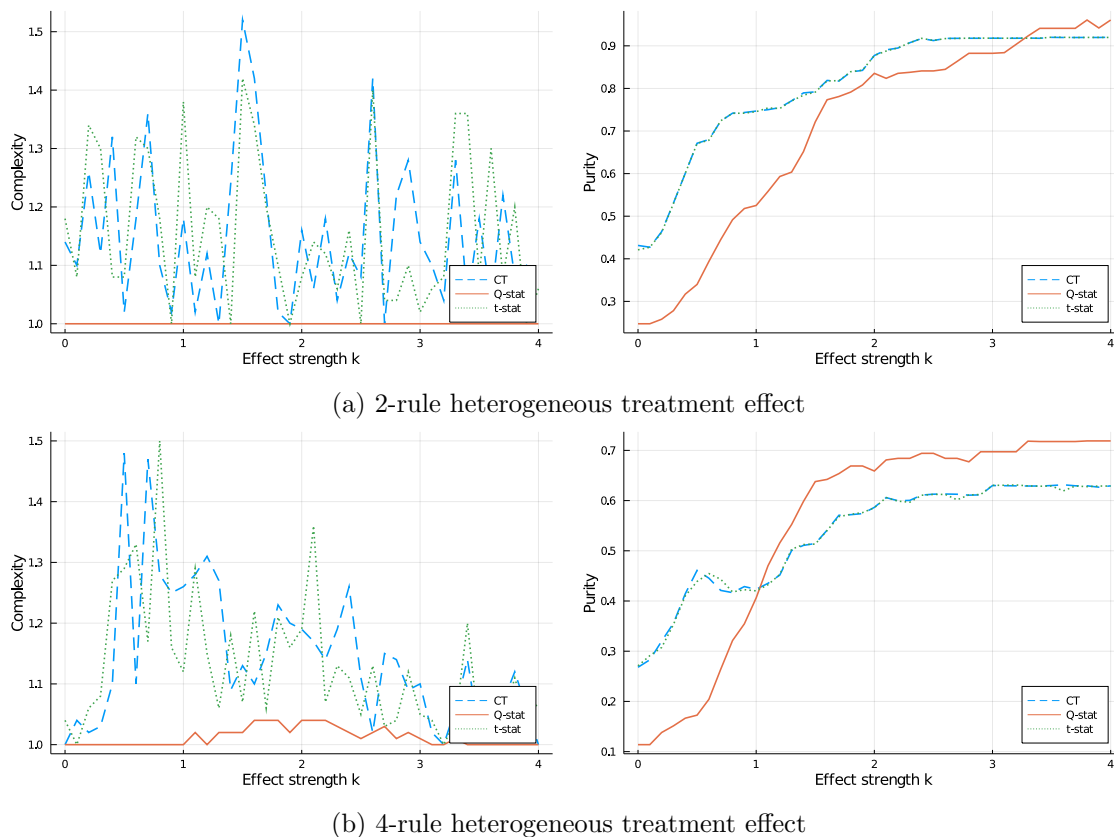 Complexity
1.5
1.4
1.3
1.2
1.1
1.0
0 1 2 3 4
Effect strength k
CT
Q-stat
t-stat
Purity
0.9
0.8
0.7
0.6
0.5
0.4
0.3
0 1 2 3 4
Effect strength k
CT
Q-stat
t-stat
(a) 2-rule heterogeneous treatment effect
Complexity
1.5
1.4
1.3
1.2
1.1
1.0
0 1 2 3 4
Effect strength k
CT
Q-stat
t-stat
Purity
0.7
0.6
0.5
0.4
0.3
0.2
0.1
0 1 2 3 4
Effect strength k
CT
Q-stat
t-stat
(b) 4-rule heterogeneous treatment effect